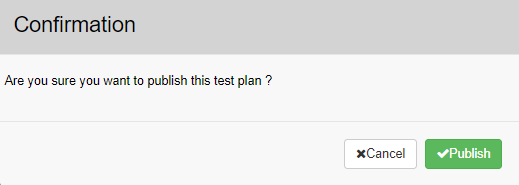 Confirmation
Are you sure you want to publish this test plan ?
Cancel
Publish